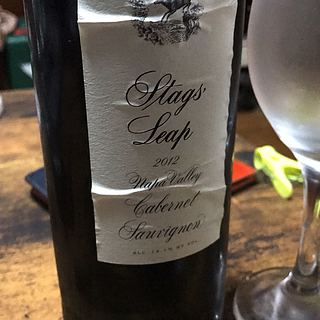 Stags'
Leap
2012
Napa Valley
Cabernet
Sauvignon